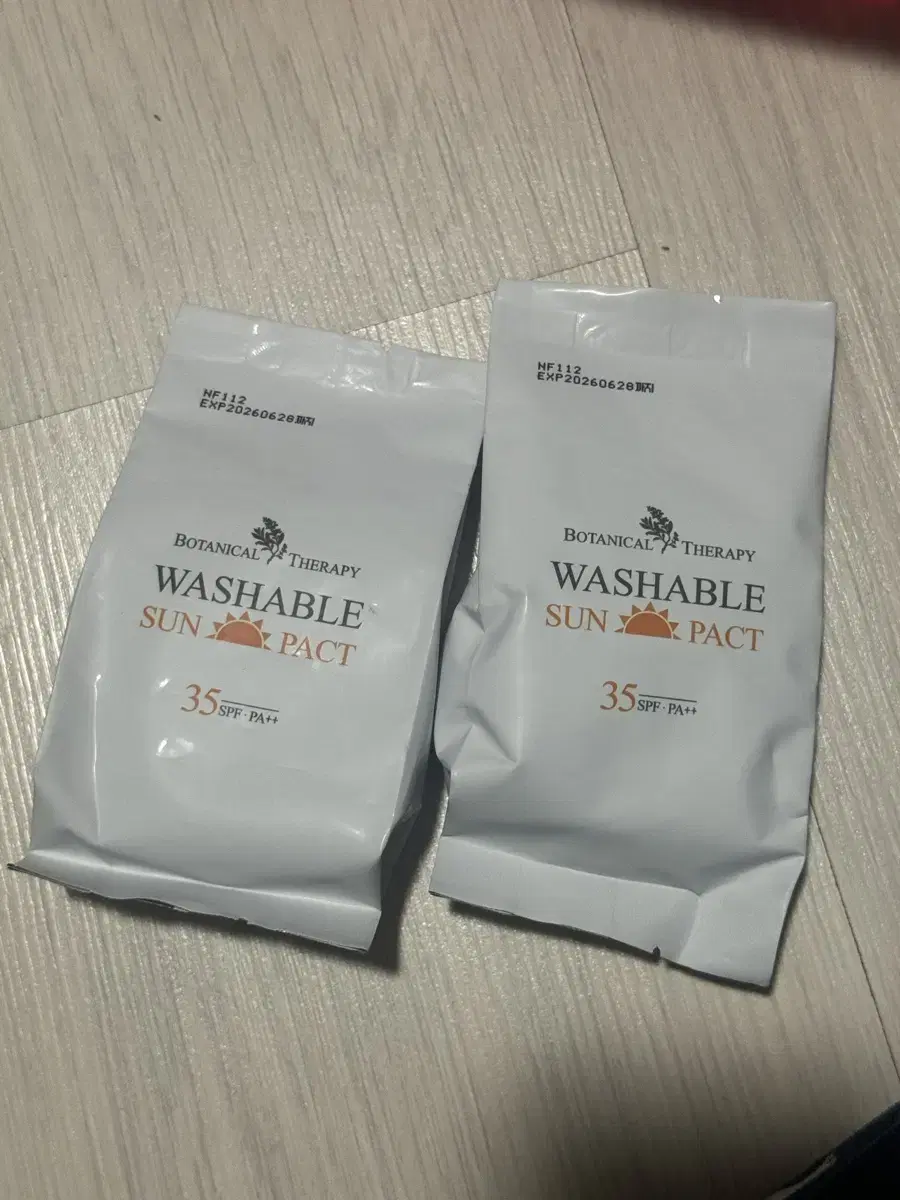 NF112
EXP20260628까지
BOTANICAL THERAPY
WASHABLE
SUN PACT
35 SPF·PA++
NF112
EXP20260628까지
BOTANICAL THERAPY
WASHABLE
SUN PACT
35 SPF·PA++